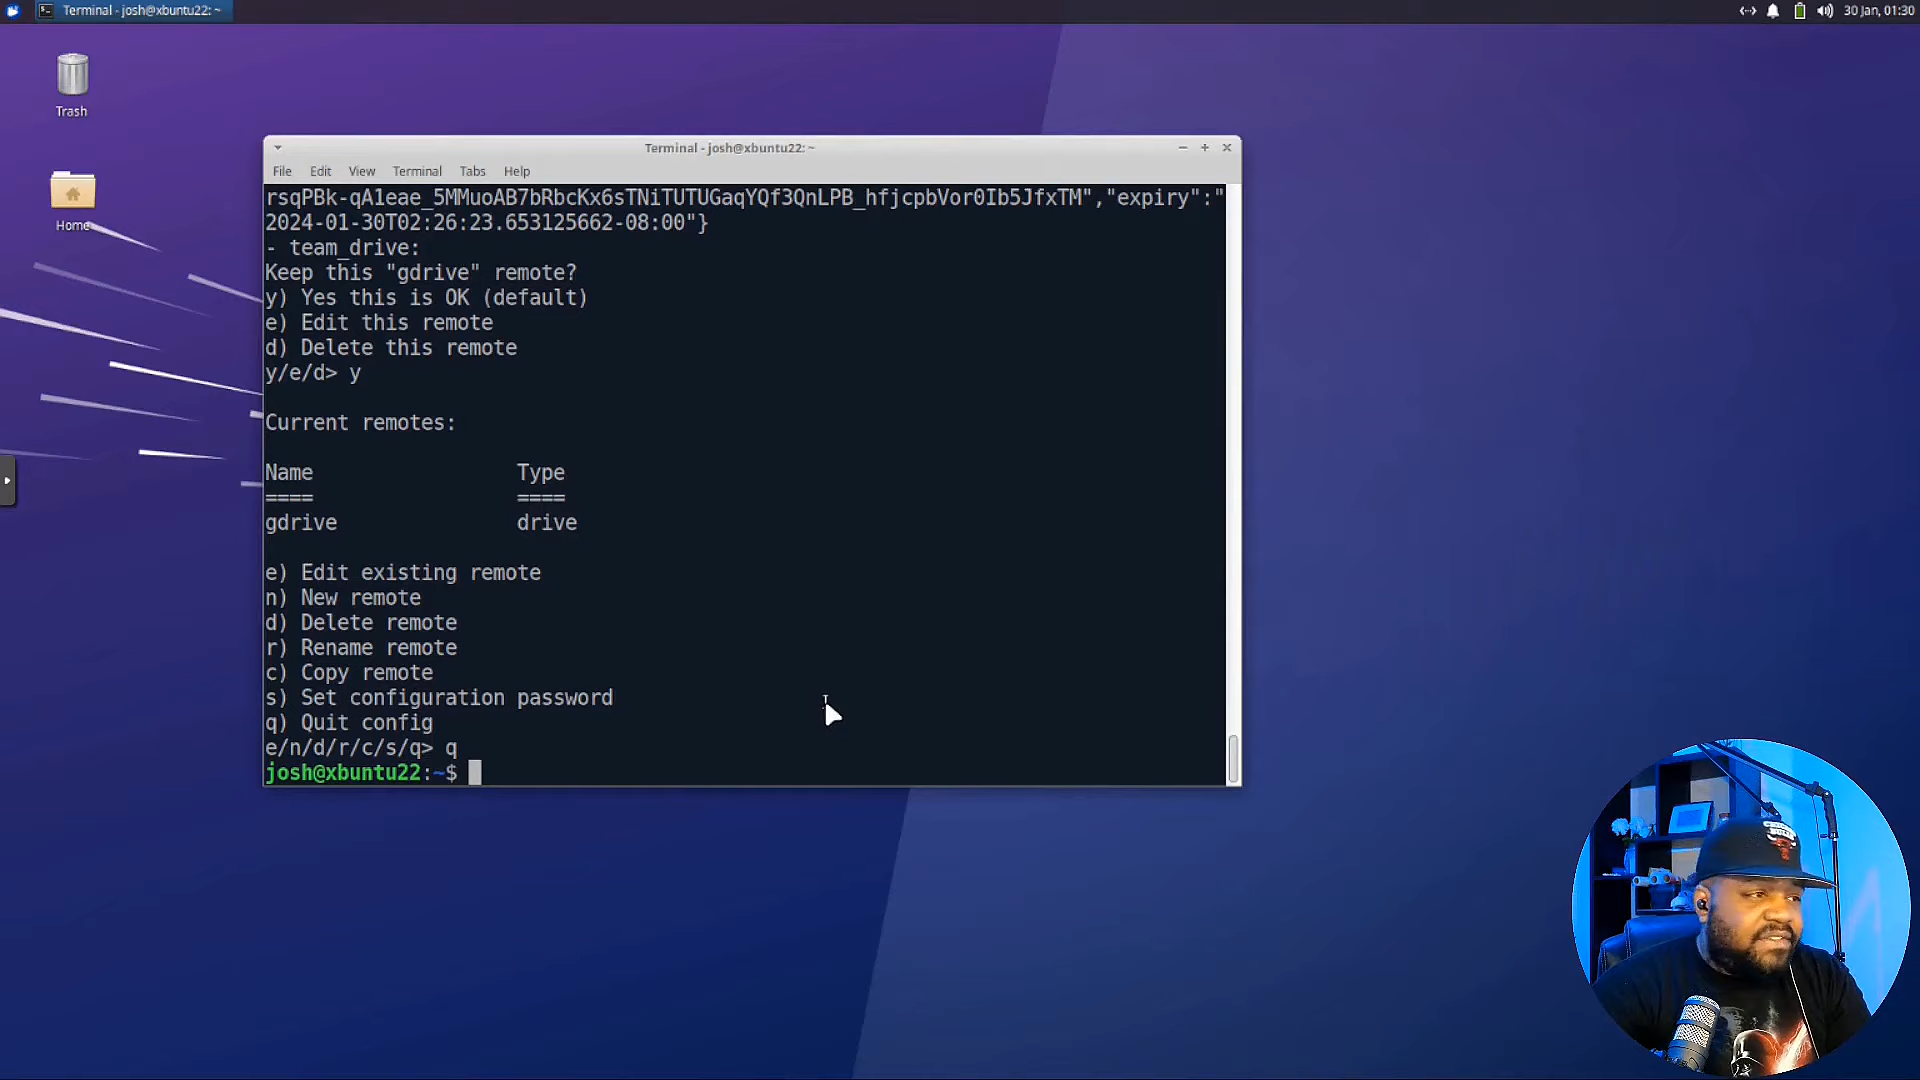 Terminal - josh@xbuntu22: ~
30 Jan, 01:30
Trash
Home
Terminal - josh@xbuntu22: ~
File Edit View Terminal Tabs Help
rsqPBk-qA1eae_5MMuoAB7bRbcKx6sTNiTUTUGaqYQf3QnLPB_hfjcpbVor0Ib5JfxTM","expiry":"
2024-01-30T02:26:23.653125662-08:00"}
- team_drive:
Keep this "gdrive" remote?
y) Yes this is OK (default)
e) Edit this remote
d) Delete this remote
y/e/d> y
Current remotes:
Name Type
==== ====
gdrive drive
e) Edit existing remote
n) New remote
d) Delete remote
r) Rename remote
c) Copy remote
s) Set configuration password
q) Quit config
e/n/d/r/c/s/q> q
josh@xbuntu22:~$